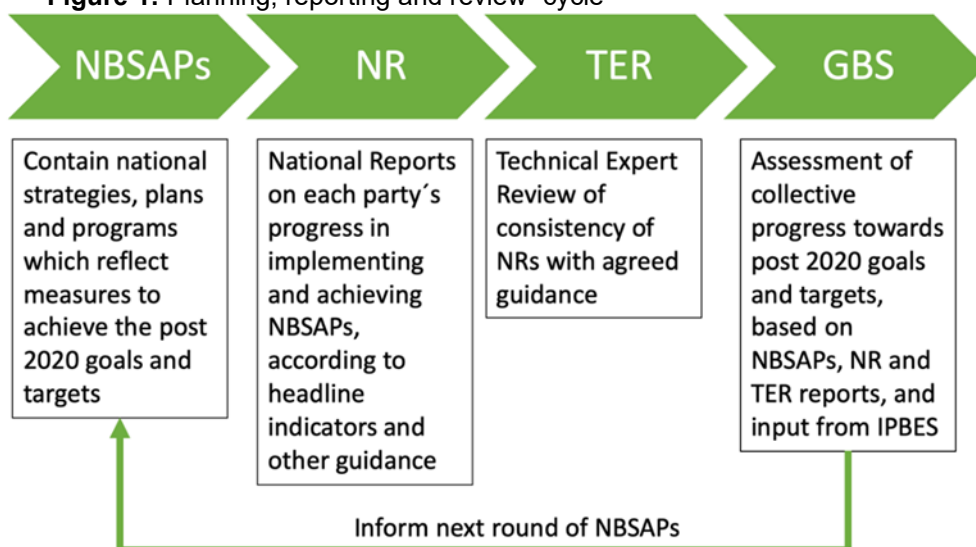 Figure 1: Planning, reporting and review cycle
NBSAPs
NR
TER
GBS
Contain national
strategies, plans
and programs
which reflect
measures to
achieve the post
2020 goals and
targets
National Reports
on each party´s
progress in
implementing
and achieving
NBSAPs,
according to
headline
indicators and
other guidance
Technical Expert
Review of
consistency of
NRs with agreed
guidance
Assessment of
collective
progress towards
post 2020 goals
and targets,
based on
NBSAPs, NR and
TER reports, and
input from IPBES
Inform next round of NBSAPs